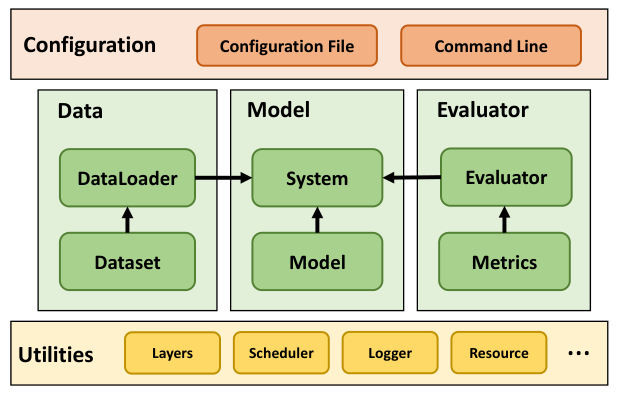 Configuration
Configuration File
Command Line
Data
Model
Evaluator
DataLoader
System
Evaluator
Dataset
Model
Metrics
Utilities
Layers
Scheduler
Logger
Resource
...